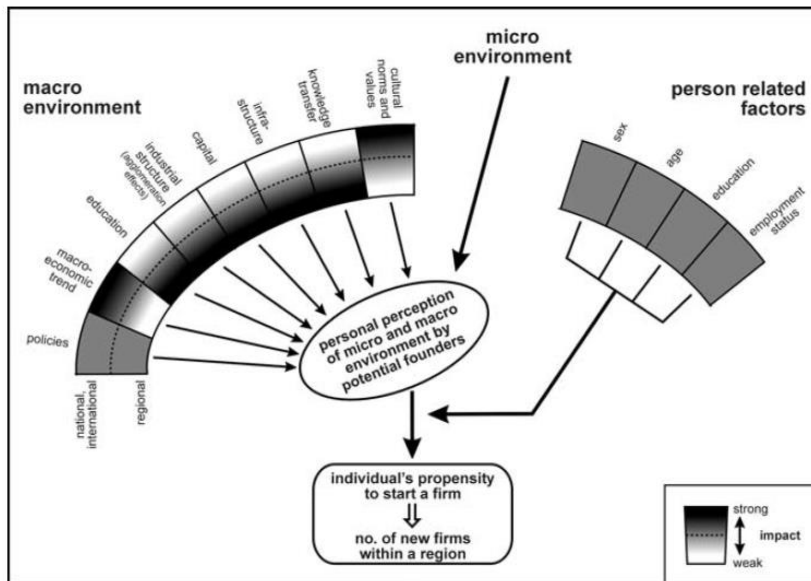 macro
environment
policies
national,
international
regional
macro-
economic
trend
education
industrial
structure
(agglomeration
effects)
capital
infra-
structure
knowledge
transfer
cultural
norms and
values
micro
environment
person related
factors
sex
age
education
employment
status
personal perception
of micro and macro
environment by
potential founders
individual's propensity
to start a firm
no. of new firms
within a region
strong
impact
weak